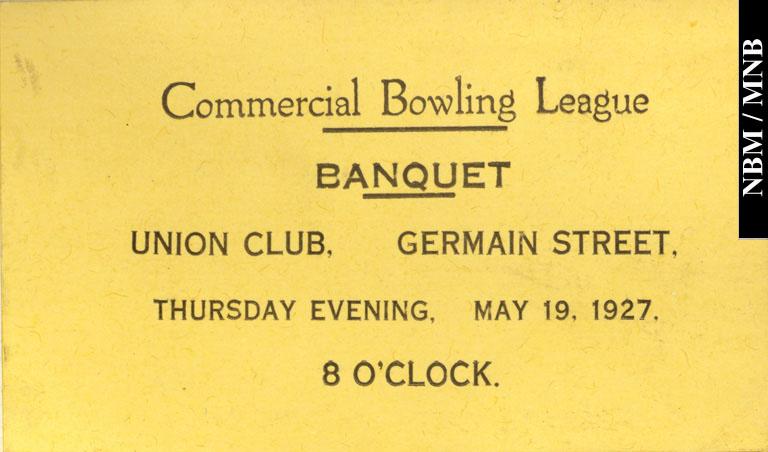 Commercial Bowling League
BANQUET
UNION CLUB, GERMAIN STREET,
THURSDAY EVENING, MAY 19, 1927.
8 O'CLOCK.
NBM / MNB